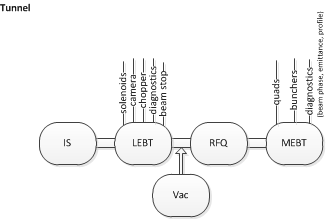 Tunnel
solenoids
camera
chopper
diagnostics
beam stop
quads
bunchers
diagnostics
(beam phase, emittance, profile)
IS
LEBT
RFQ
MEBT
Vac